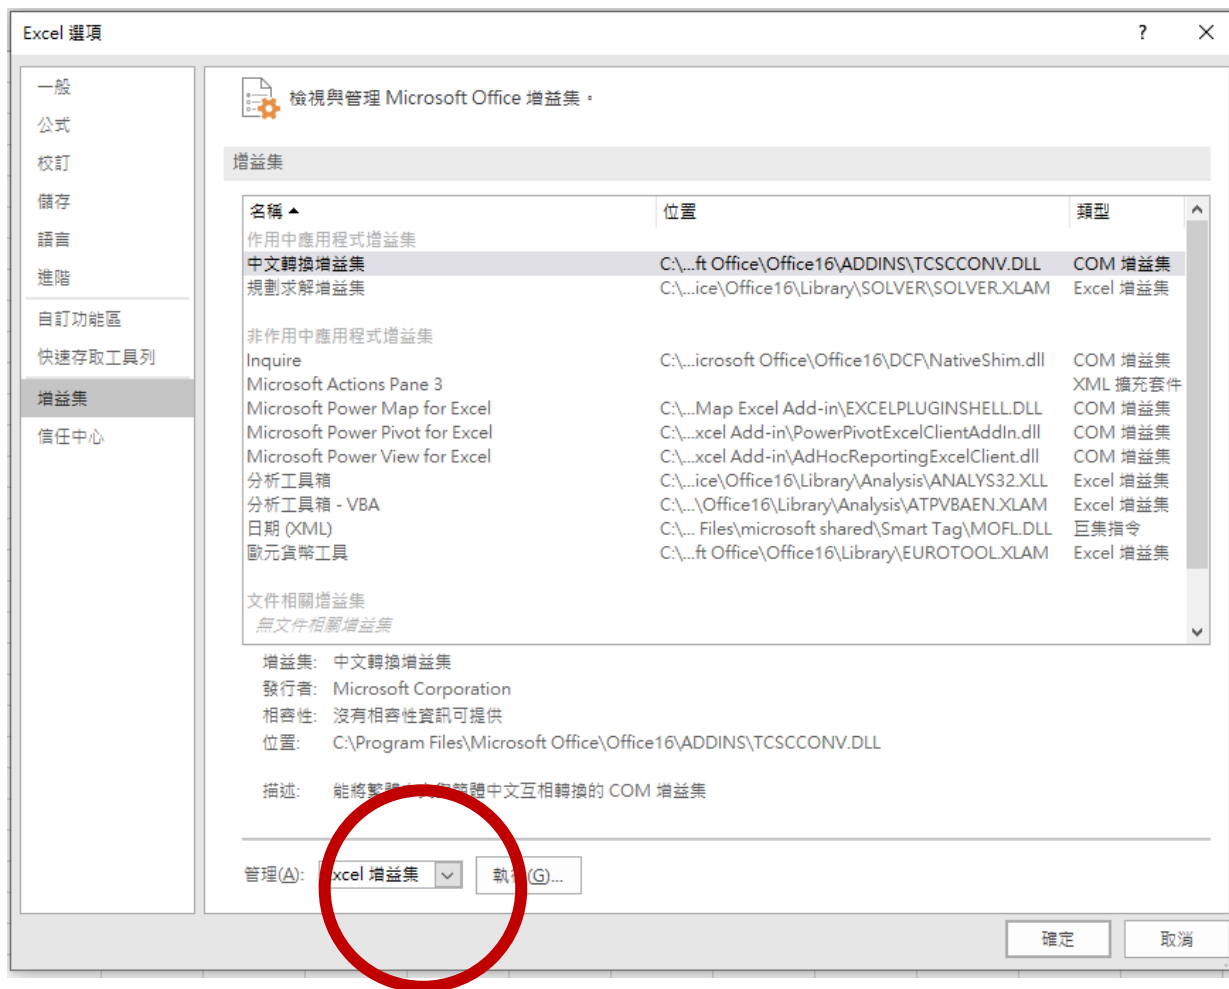 Excel 選項
?
一般
公式
校訂
儲存
語言
進階
自訂功能區
快速存取工具列
增益集
信任中心
檢視與管理 Microsoft Office 增益集。
增益集
名稱 位置 類型
作用中應用程式增益集
中文轉換增益集 C:\...ft Office\Office16\ADDINS\TCSCCONV.DLL COM 增益集
規劃求解增益集 C:\...ice\Office16\Library\SOLVER\SOLVER.XLAM Excel 增益集
非作用中應用程式增益集
Inquire C:\...icrosoft Office\Office16\DCF\NativeShim.dll COM 增益集
Microsoft Actions Pane 3 XML 擴充套件
Microsoft Power Map for Excel C:\...Map Excel Add-in\EXCELPLUGINSHELL.DLL COM 增益集
Microsoft Power Pivot for Excel C:\...xcel Add-in\PowerPivotExcelClientAddIn.dll COM 增益集
Microsoft Power View for Excel C:\...xcel Add-in\AdHocReportingExcelClient.dll COM 增益集
分析工具箱 C:\...ice\Office16\Library\Analysis\ANALYS32.XLL Excel 增益集
分析工具箱 - VBA C:\...\Office16\Library\Analysis\ATPVBAEN.XLAM Excel 增益集
日期 (XML) C:\... Files\microsoft shared\Smart Tag\MOFL.DLL 巨集指令
歐元貨幣工具 C:\...ft Office\Office16\Library\EUROTOOL.XLAM Excel 增益集
文件相關增益集
無文件相關增益集
增益集: 中文轉換增益集
發行者: Microsoft Corporation
相容性: 沒有相容性資訊可提供
位置: C:\Program Files\Microsoft Office\Office16\ADDINS\TCSCCONV.DLL
描述: 能將繁體中文與簡體中文互相轉換的 COM 增益集
管理(A): Excel 增益集 執行(G)...
確定 取消